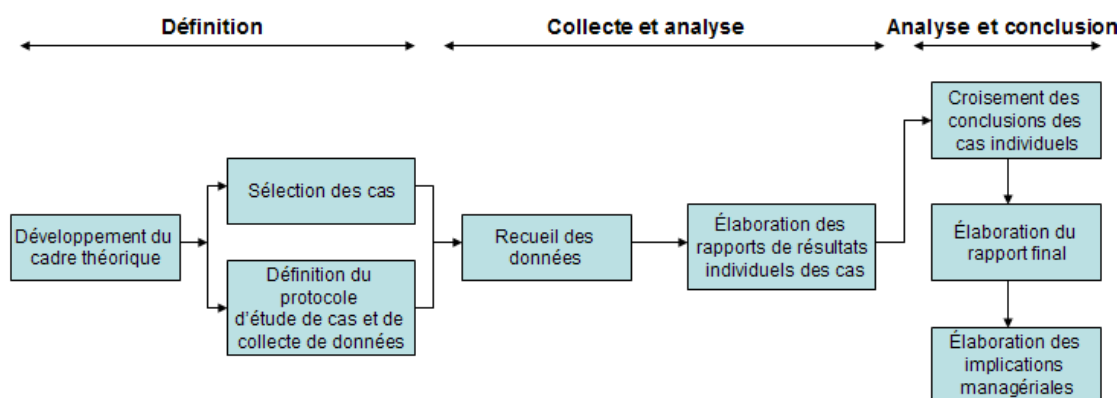 Définition
Collecte et analyse
Analyse et conclusion
Développement du
cadre théorique
Sélection des cas
Définition du
protocole
d'étude de cas et de
collecte de données
Recueil des
données
Élaboration des
rapports de résultats
individuels des cas
Croisement des
conclusions des
cas individuels
Élaboration du
rapport final
Élaboration des
implications
managériales